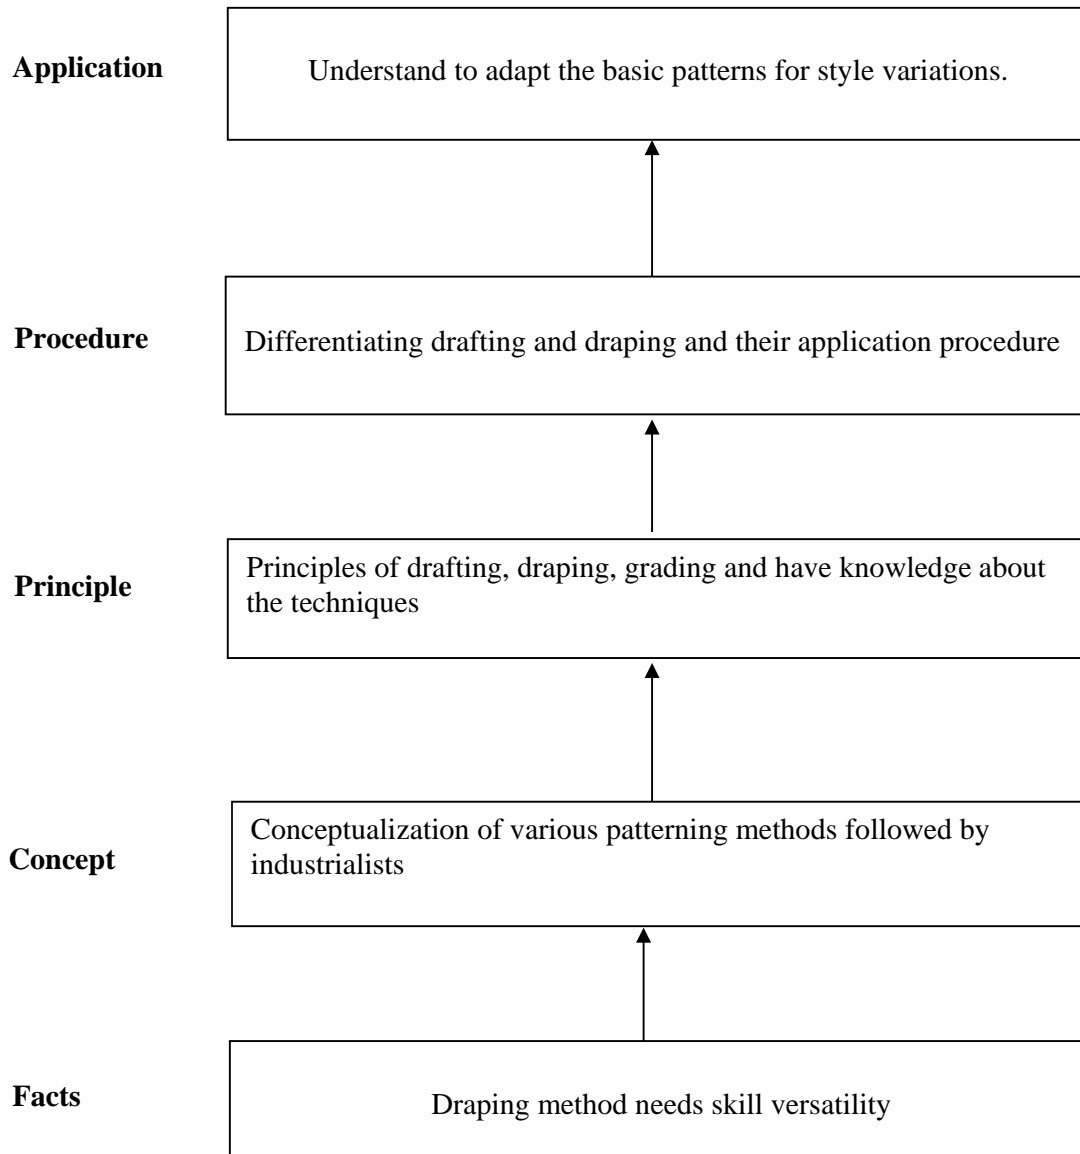 Application
Understand to adapt the basic patterns for style variations.
Procedure
Differentiating drafting and draping and their application procedure
Principle
Principles of drafting, draping, grading and have knowledge about
the techniques
Concept
Conceptualization of various patterning methods followed by
industrialists
Facts
Draping method needs skill versatility